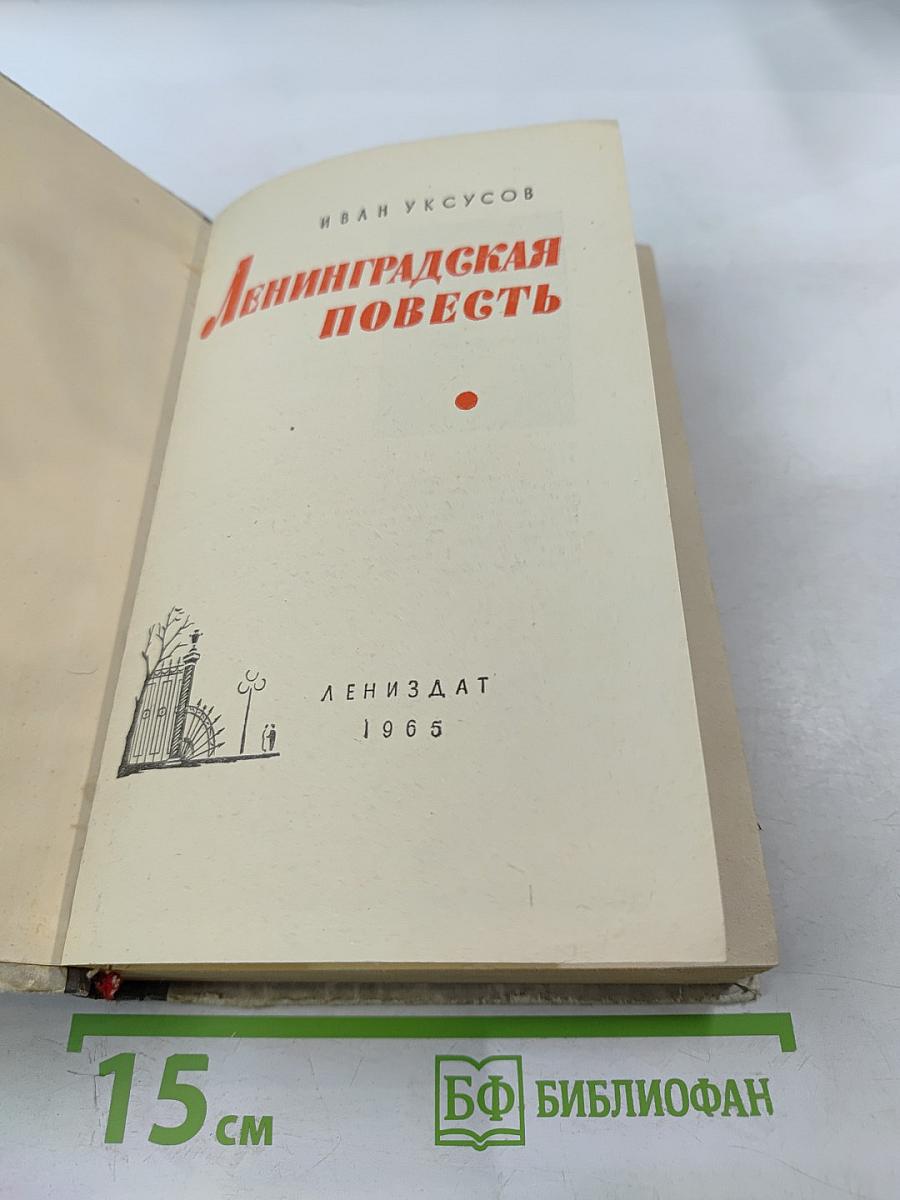 ИВАН УКСУСОВ
ЛЕНИНГРАДСКАЯ
ПОВЕСТЬ
ЛЕНИЗДАТ
1965
15 см
БФ БИБЛИОФАН